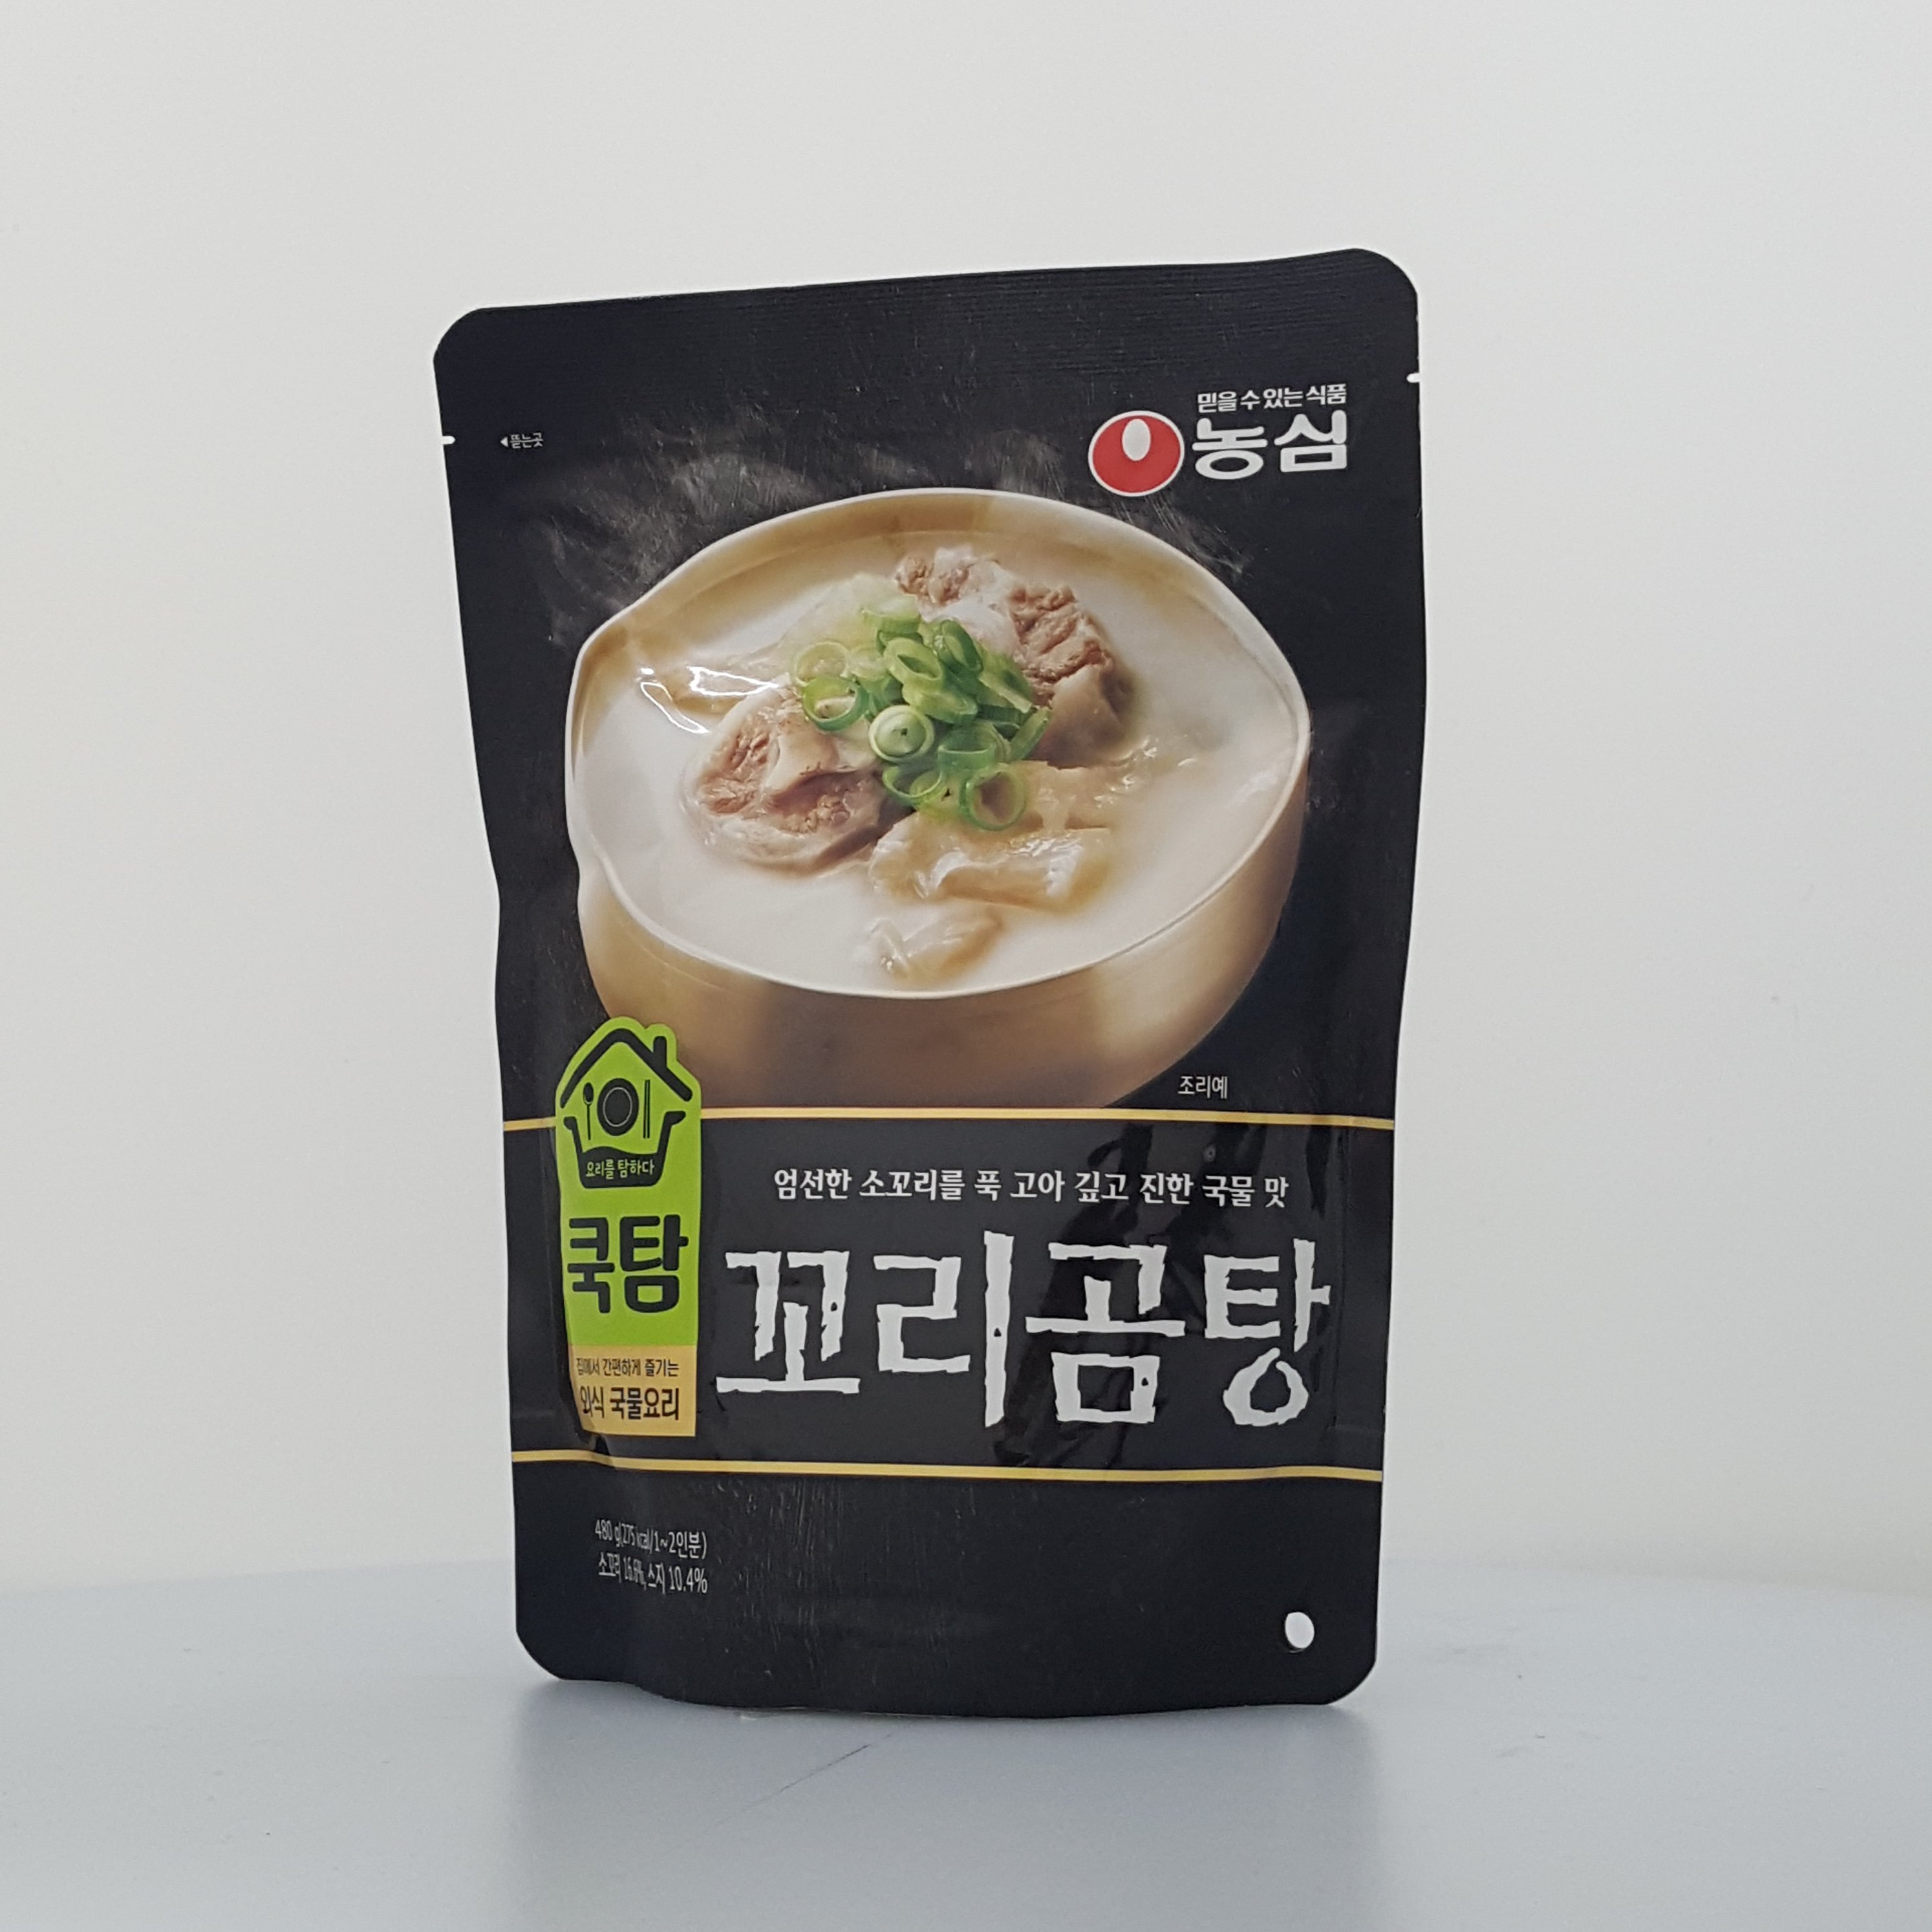 믿을 수 있는 식품
농심
◀뜯는곳
조리예
요리를 탐하다
쿡탐
집에서 간편하게 즐기는
외식 국물요리
엄선한 소꼬리를 푹 고아 깊고 진한 국물 맛
꼬리곰탕
480 g(275 kcal/1~2인분)
소꼬리 16.6%, 스지 10.4%